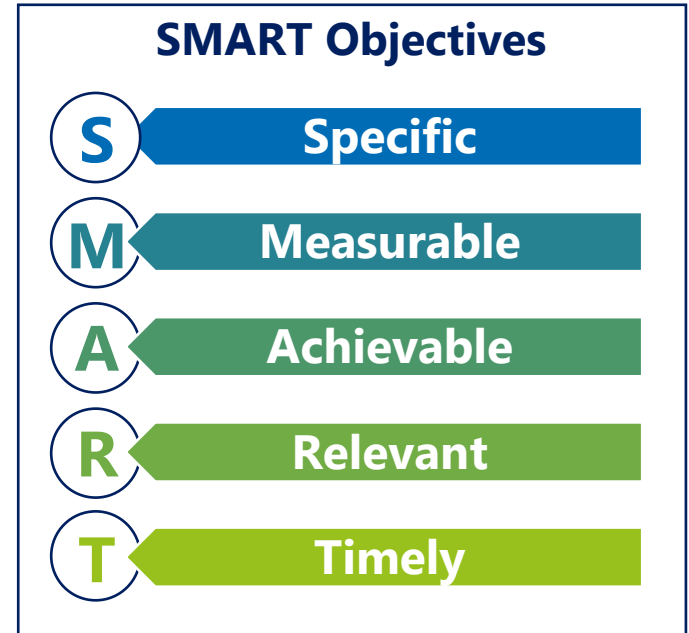 SMART Objectives
S Specific
M Measurable
A Achievable
R Relevant
T Timely